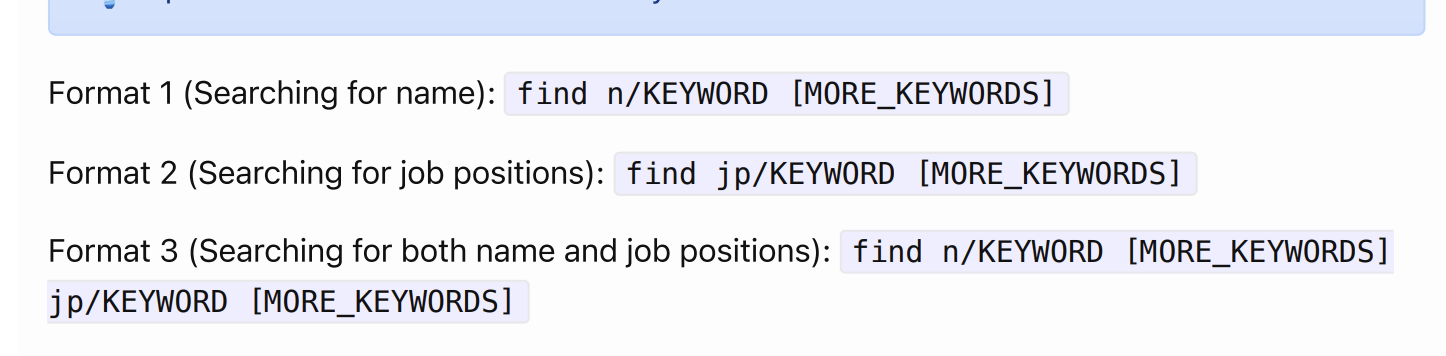 Format 1 (Searching for name): find n/KEYWORD [MORE_KEYWORDS]
Format 2 (Searching for job positions): find jp/KEYWORD [MORE_KEYWORDS]
Format 3 (Searching for both name and job positions): find n/KEYWORD [MORE_KEYWORDS]
jp/KEYWORD [MORE_KEYWORDS]